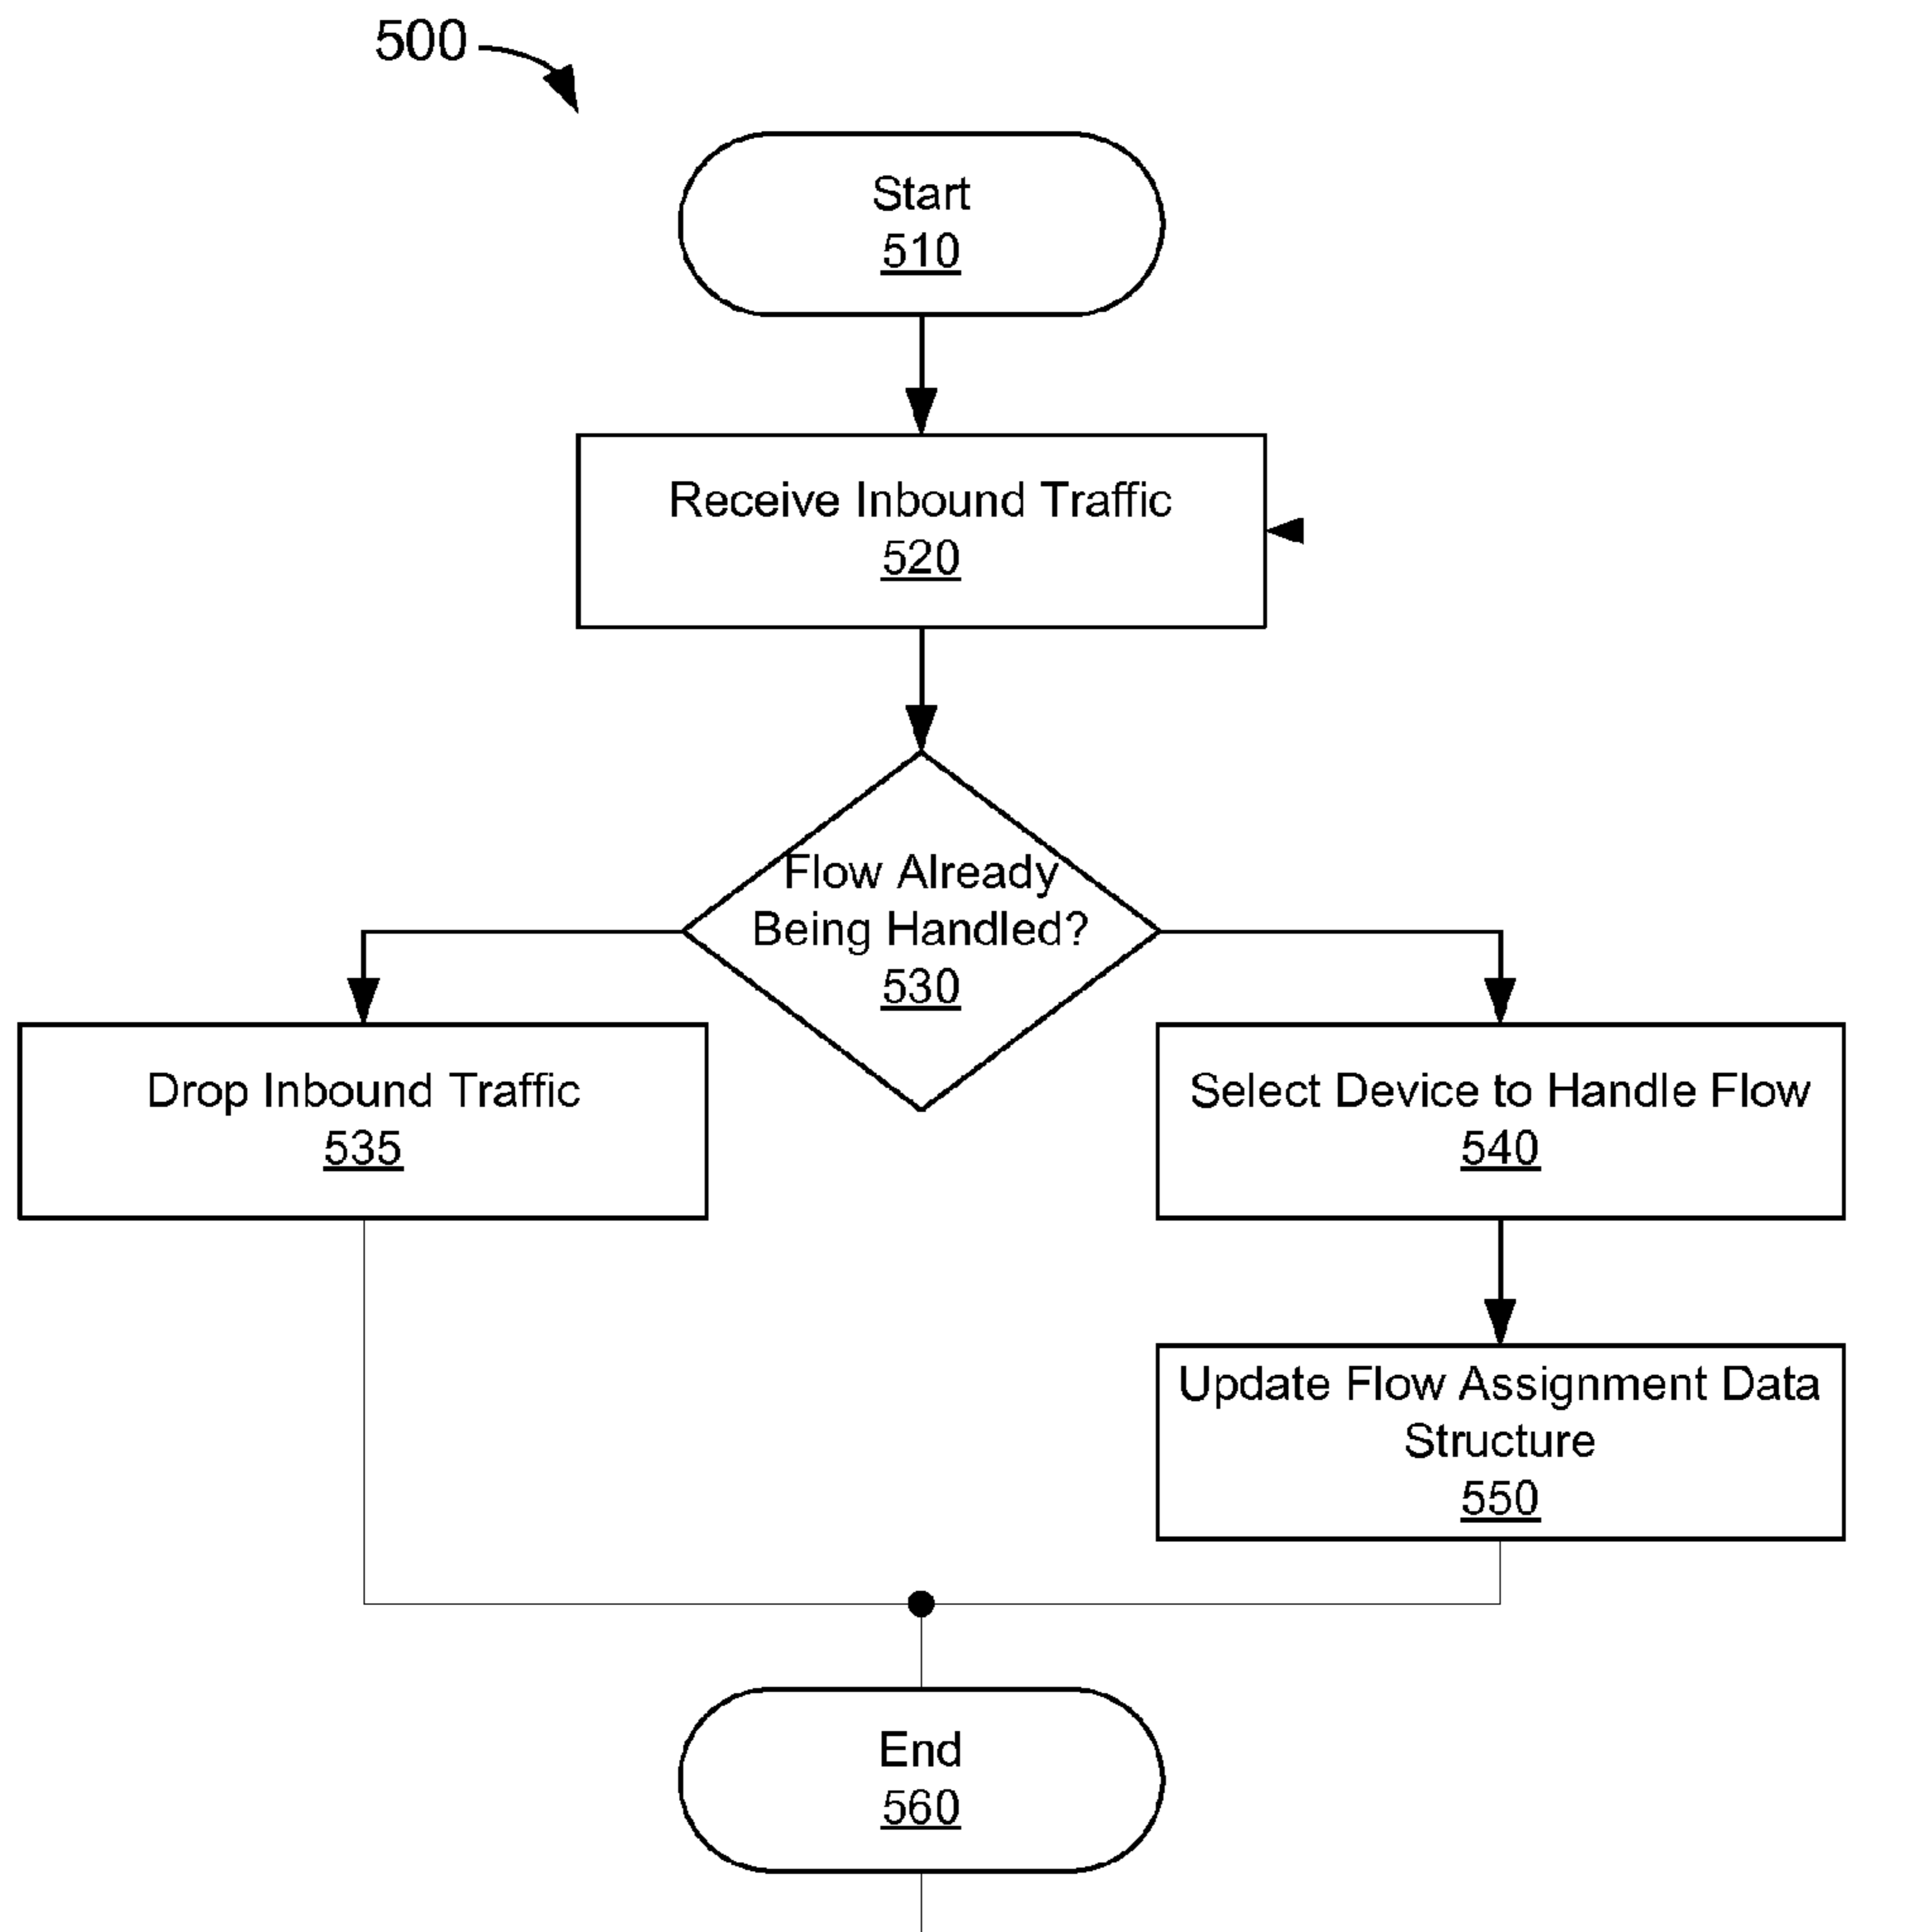 500
Start
510
Receive Inbound Traffic
520
Flow Already
Being Handled?
530
Drop Inbound Traffic
535
Select Device to Handle Flow
540
Update Flow Assignment Data
Structure
550
End
560